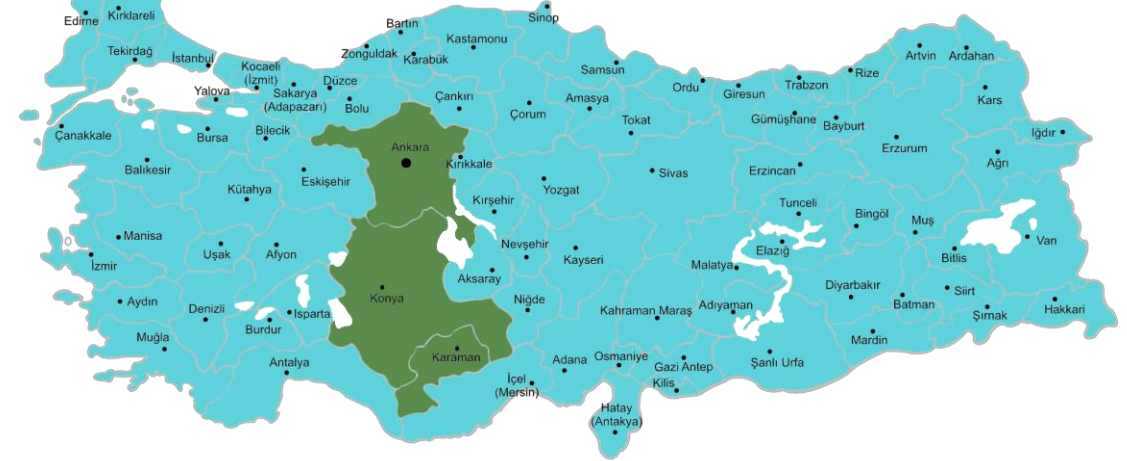 Edirne
Kırklareli
Tekirdağ
İstanbul
Kocaeli
(İzmit)
Yalova
Sakarya
(Adapazarı)
Düzce
Bolu
Zonguldak
Bartın
Karabük
Kastamonu
Sinop
Çankırı
Samsun
Amasya
Çorum
Tokat
Ordu
Giresun
Trabzon
Rize
Artvin
Ardahan
Kars
Gümüşhane
Bayburt
Erzurum
Iğdır
Ağrı
Çanakkale
Bursa
Bilecik
Balıkesir
Kütahya
Eskişehir
Ankara
Kırıkkale
Kırşehir
Yozgat
Sivas
Erzincan
Tunceli
Bingöl
Muş
Van
Bitlis
Manisa
İzmir
Uşak
Afyon
Nevşehir
Kayseri
Aksaray
Malatya
Elazığ
Aydın
Denizli
Burdur
Isparta
Konya
Niğde
Kahraman Maraş
Adıyaman
Diyarbakır
Batman
Siirt
Şırnak
Hakkari
Muğla
Antalya
Karaman
İçel
(Mersin)
Adana
Osmaniye
Gazi Antep
Kilis
Şanlı Urfa
Mardin
Hatay
(Antakya)